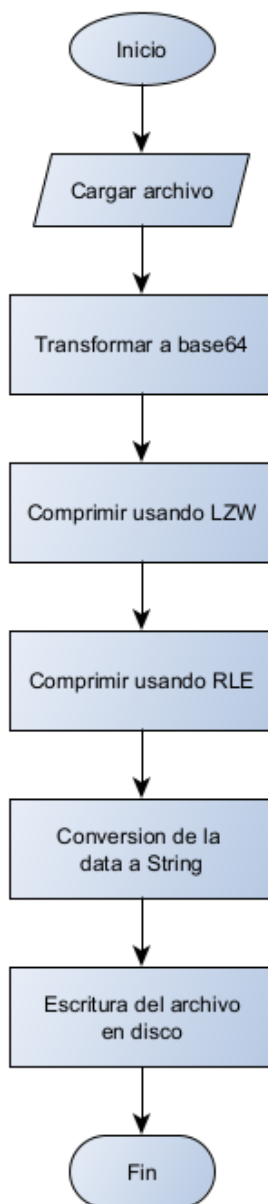 Inicio
Cargar archivo
Transformar a base64
Comprimir usando LZW
Comprimir usando RLE
Conversion de la
data a String
Escritura del archivo
en disco
Fin